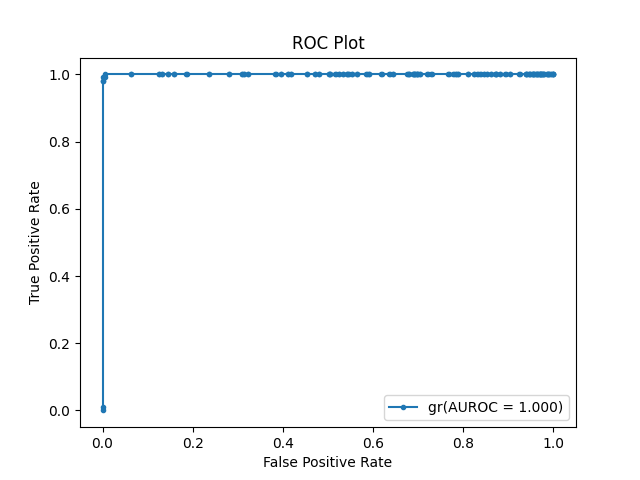 ROC Plot
1.0
0.8
0.6
0.4
0.2
0.0
True Positive Rate
gr(AUROC = 1.000)
0.0 0.2 0.4 0.6 0.8 1.0
False Positive Rate